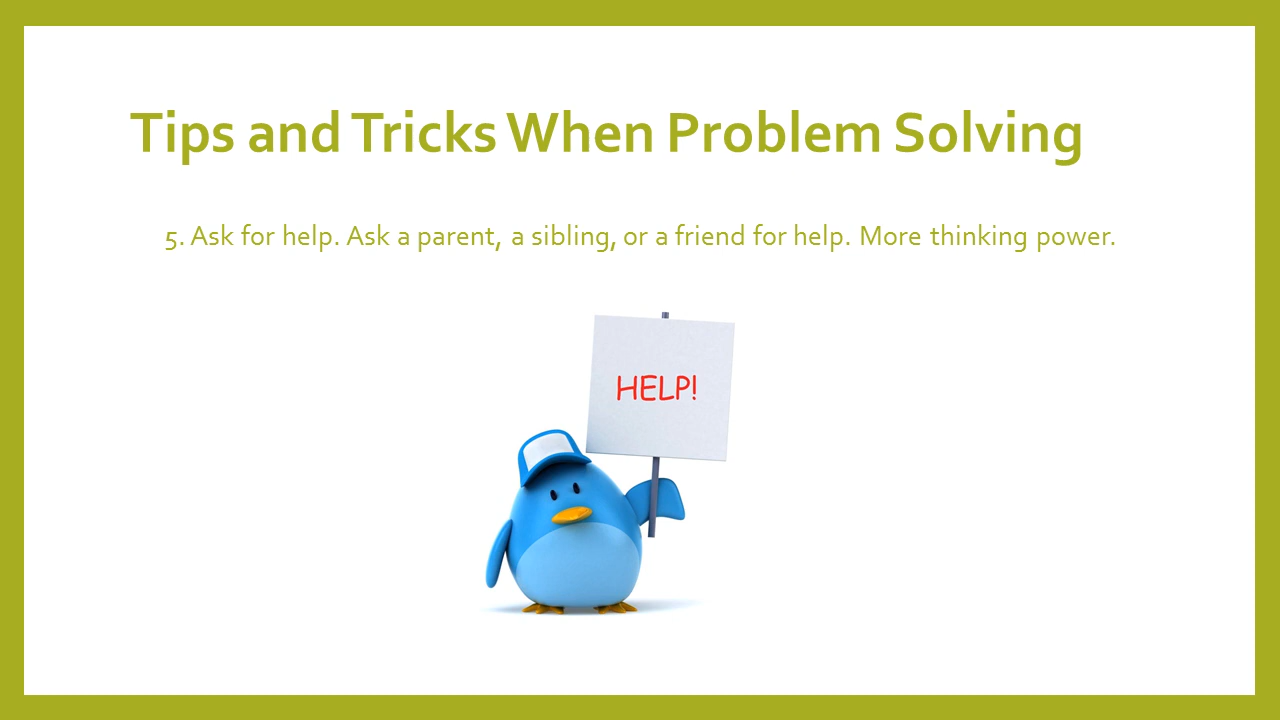 Tips and Tricks When Problem Solving
5. Ask for help. Ask a parent, a sibling, or a friend for help. More thinking power.
HELP!